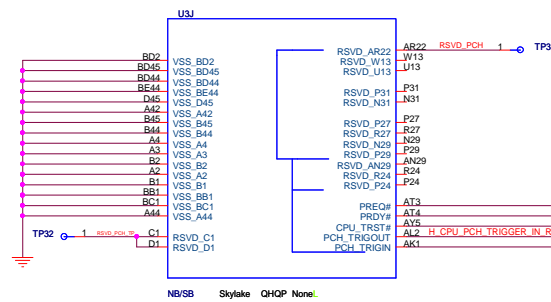 U3J
BD2 VSS_BD2 RSVD_AR22 AR22 RSVD_PCH 1 TP3
BD45 VSS_BD45 RSVD_W13 W13
BD44 VSS_BD44 RSVD_U13 U13
BE44 VSS_BE44
D45 VSS_D45 RSVD_P31 P31
A42 VSS_A42 RSVD_N31 N31
B45 VSS_B45
B44 VSS_B44 RSVD_P27 P27
A4 VSS_A4 RSVD_R27 R27
A3 VSS_A3 RSVD_N29 N29
B2 VSS_B2 RSVD_P29 P29
A2 VSS_A2 RSVD_AN29 AN29
B1 VSS_B1 RSVD_R24 R24
BB1 VSS_BB1 RSVD_P24 P24
BC1 VSS_BC1 PREQ# AT3
A44 VSS_A44 PRDY# AT4
CPU_TRST# AY5
TP32 1 RSVD_PCH_TP C1 RSVD_C1 PCH_TRIGOUT AL2 H_CPU_PCH_TRIGGER_IN_R
D1 RSVD_D1 PCH_TRIGIN AK1
NB/SB Skylake QHQP NoneL